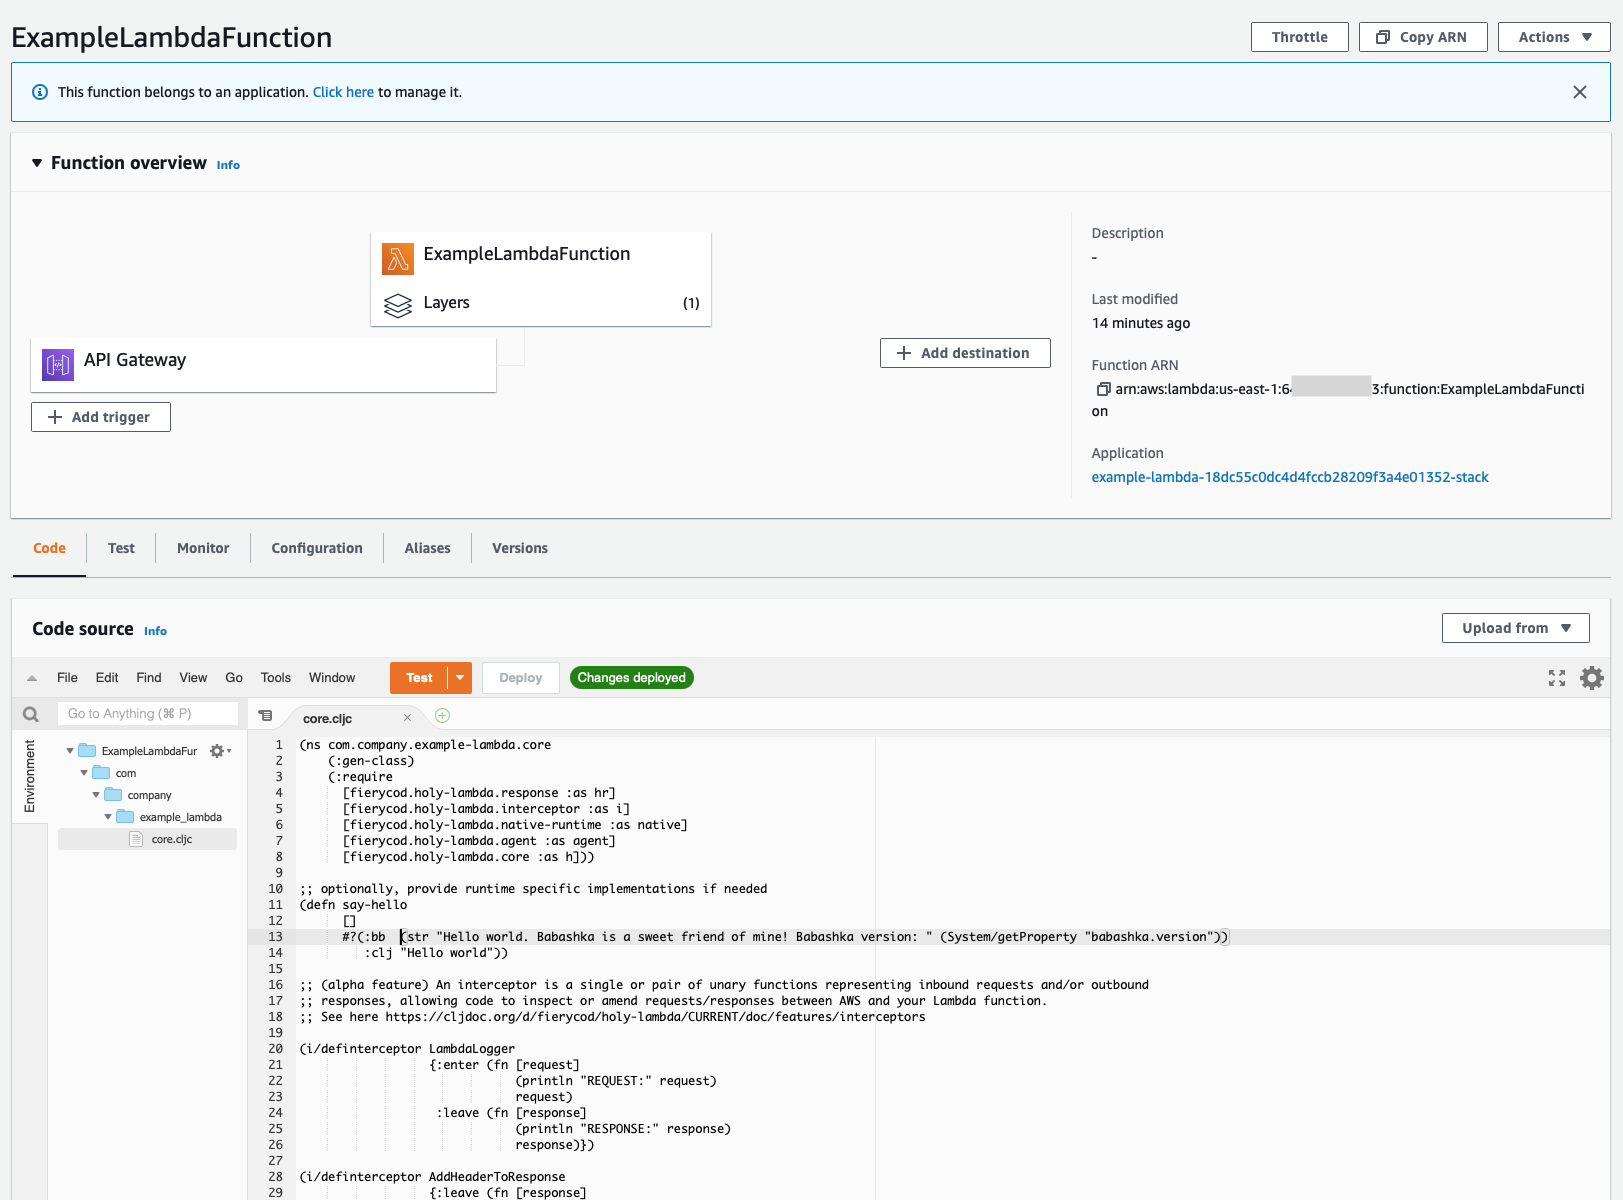 ExampleLambdaFunction
Throttle
Copy ARN
Actions
This function belongs to an application. Click here to manage it.
Function overview Info
ExampleLambdaFunction
Layers (1)
API Gateway
Add trigger
Add destination
Description
-
Last modified
14 minutes ago
Function ARN
arn:aws:lambda:us-east-1:6 3:function:ExampleLambdaFuncti
on
Application
example-lambda-18dc55c0dc4d4fccb28209f3a4e01352-stack
Code Test Monitor Configuration Aliases Versions
Code source Info
Upload from
File Edit Find View Go Tools Window Test Deploy Changes deployed
Go to Anything (⌘ P)
core.cljc
Environment
ExampleLambdaFur
com
company
example_lambda
core.cljc
1 (ns com.company.example-lambda.core
2 (:gen-class)
3 (:require
4 [fierycod.holy-lambda.response :as hr]
5 [fierycod.holy-lambda.interceptor :as i]
6 [fierycod.holy-lambda.native-runtime :as native]
7 [fierycod.holy-lambda.agent :as agent]
8 [fierycod.holy-lambda.core :as h]))
9
10 ;; optionally, provide runtime specific implementations if needed
11 (defn say-hello
12 []
13 #?(:bb (str "Hello world. Babashka is a sweet friend of mine! Babashka version: " (System/getProperty "babashka.version"))
14 :clj "Hello world"))
15
16 ;; (alpha feature) An interceptor is a single or pair of unary functions representing inbound requests and/or outbound
17 ;; responses, allowing code to inspect or amend requests/responses between AWS and your Lambda function.
18 ;; See here https://cljdoc.org/d/fierycod/holy-lambda/CURRENT/doc/features/interceptors
19
20 (i/definterceptor LambdaLogger
21 {:enter (fn [request]
22 (println "REQUEST:" request)
23 request)
24 :leave (fn [response]
25 (println "RESPONSE:" response)
26 response)})
27
28 (i/definterceptor AddHeaderToResponse
29 {:leave (fn [response]